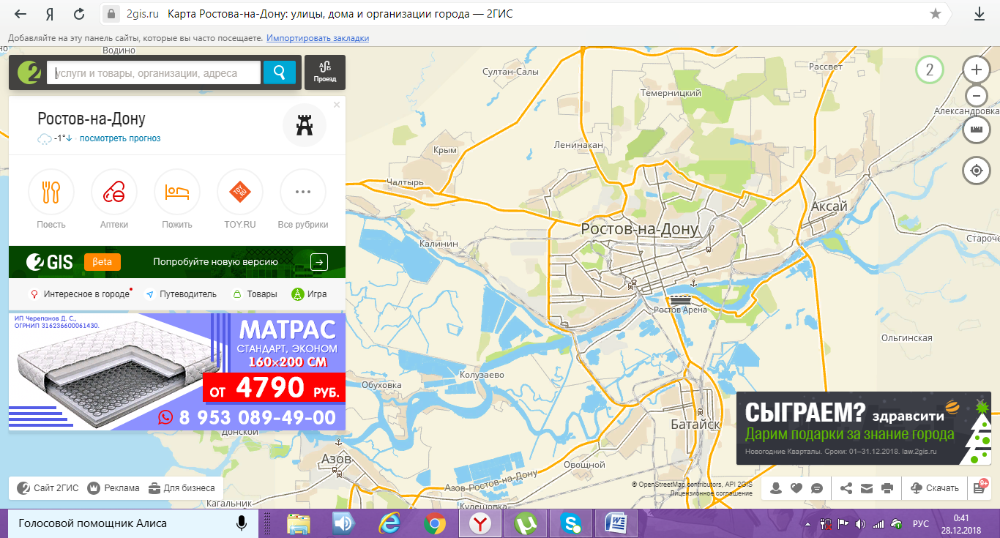 2gis.ru Карта Ростова-на-Дону: улицы, дома и организации города — 2ГИС
Добавляйте на эту панель сайты, которые вы часто посещаете. Импортировать закладки
Водино
услуги и товары, организации, адреса
Проезд
Ростов-на-Дону
-1°↓ посмотреть прогноз
Поесть
Аптеки
Пожить
TOY.RU
TOY.RU
Все рубрики
2GIS βeta Попробуйте новую версию
Интересное в городе
Путеводитель
Товары
Игра
ИП Черепанов Д. С.,
ОГРНИП 316236600061430.
МАТРАС
СТАНДАРТ, ЭКОНОМ
160×200 СМ
ОТ 4790 РУБ.
8 953 089-49-00
Султан-Салы
Темерницкий
Рассвет
2
Александровка
Ленинакан
Крым
Чалтырь
Аксай
Ростов-на-Дону
Калинин
Староче
Ростов Арена
Ольгинская
Колузаево
Обуховка
Батайск
донской
Азов
Овощной
Азов-Ростов-на-Дону
Кулешовка
Кагальник
СЫГРАЕМ? здравсити
Дарим подарки за знание города
Новогодние Кварталы. Сроки: 01–31.12.2018. law.2gis.ru
© OpenStreetMap contributors, API 2GIS
Лицензионное соглашение
Сайт 2ГИС
Реклама
Для бизнеса
Скачать
9+
Голосовой помощник Алиса
РУС
0:41
28.12.2018